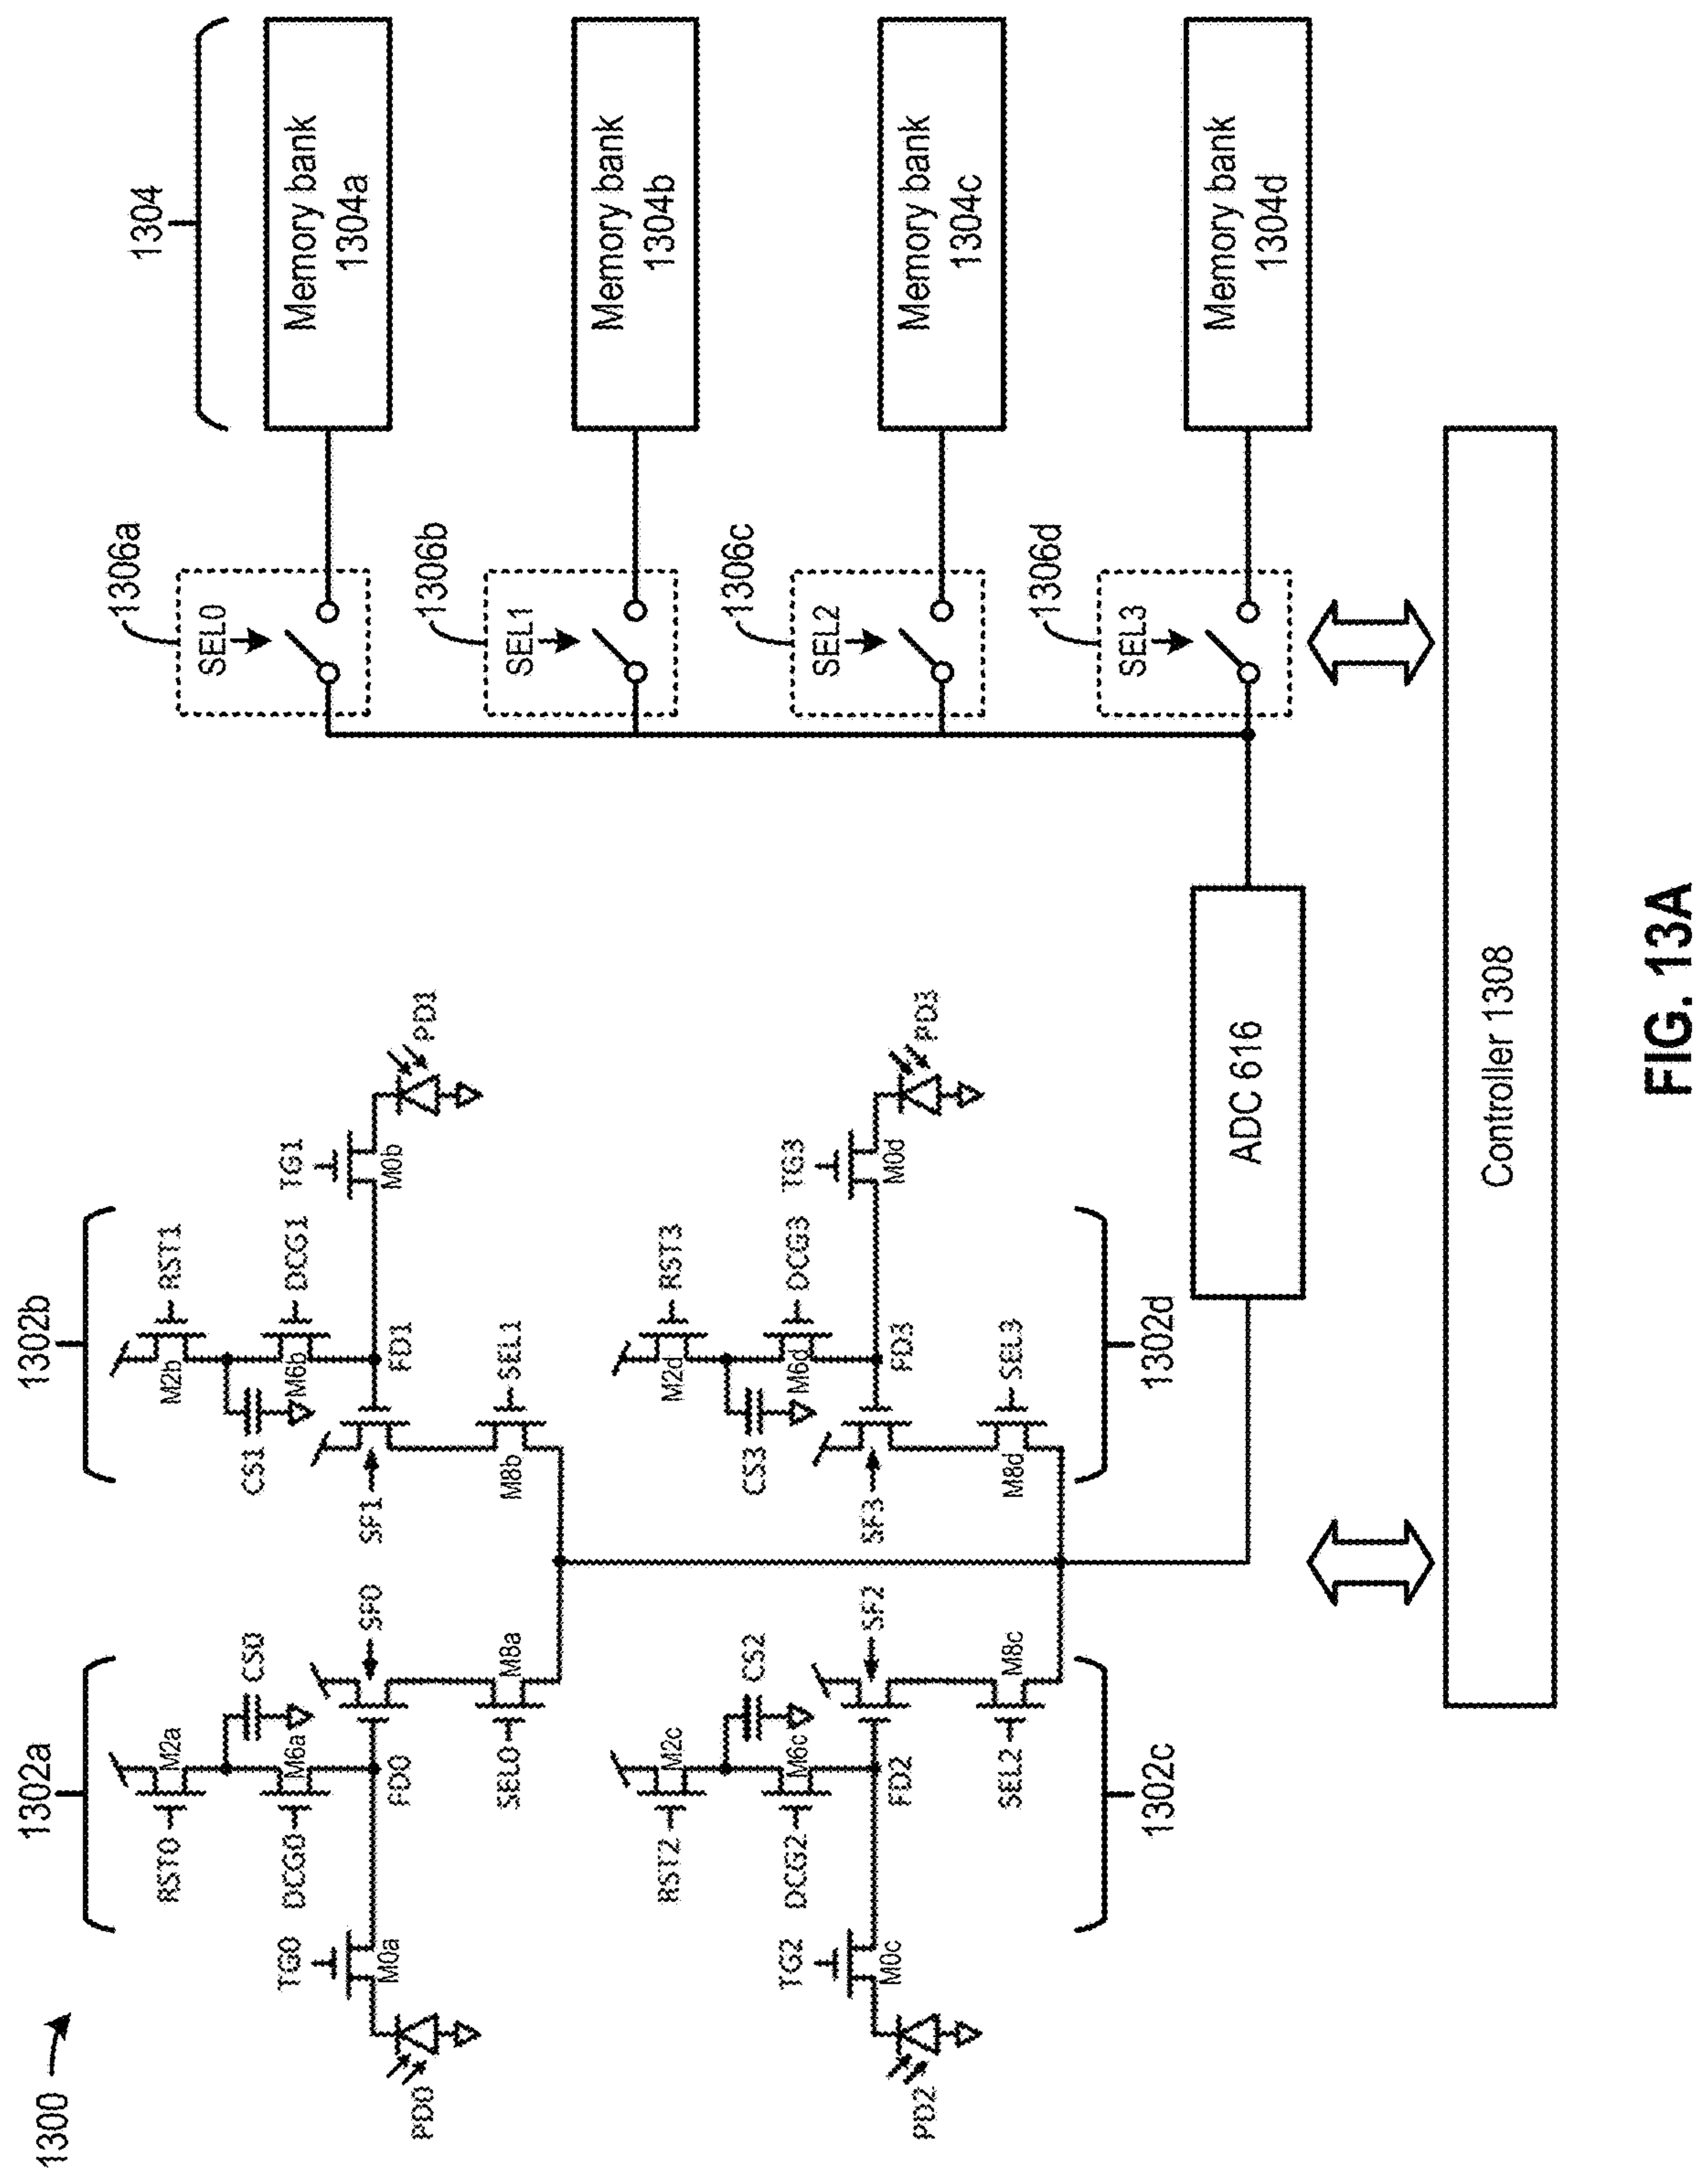 1300
1302a
1302b
1304
RST0
M2a
CS0
DCG0
M6a
TG0
M0a
PD0
FD0
SF0
SEL0
M8a
RST1
M2b
CS1
DCG1
M6b
TG1
M0b
PD1
FD1
SF1
SEL1
M8b
RST2
M2c
CS2
DCG2
M6c
TG2
M0c
PD2
FD2
SF2
SEL2
M8c
RST3
M2d
CS3
DCG3
M6d
TG3
M0d
PD3
FD3
SF3
SEL3
M8d
1302c
1302d
ADC 616
1306a
SEL0
Memory bank
1304a
1306b
SEL1
Memory bank
1304b
1306c
SEL2
Memory bank
1304c
1306d
SEL3
Memory bank
1304d
Controller 1308
FIG. 13A